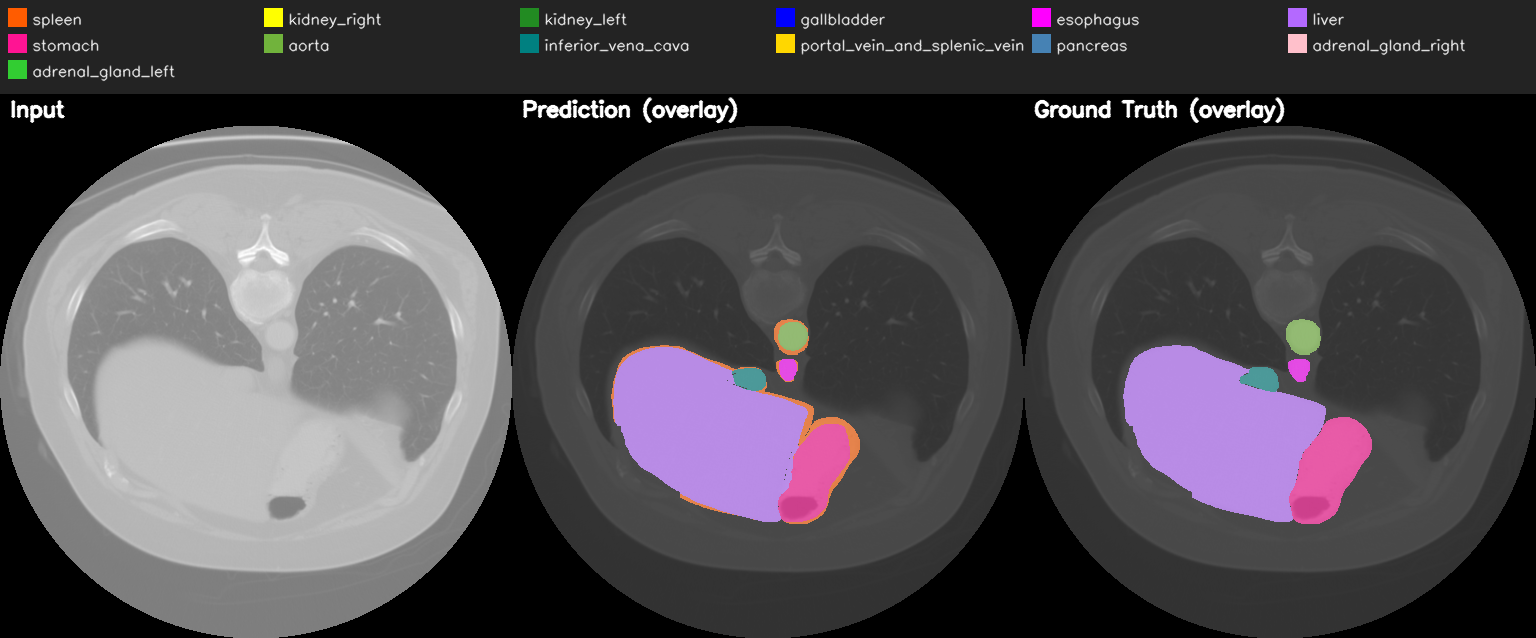 spleen kidney_right kidney_left gallbladder esophagus liver
stomach aorta inferior_vena_cava portal_vein_and_splenic_vein pancreas adrenal_gland_right
adrenal_gland_left
Input Prediction (overlay) Ground Truth (overlay)